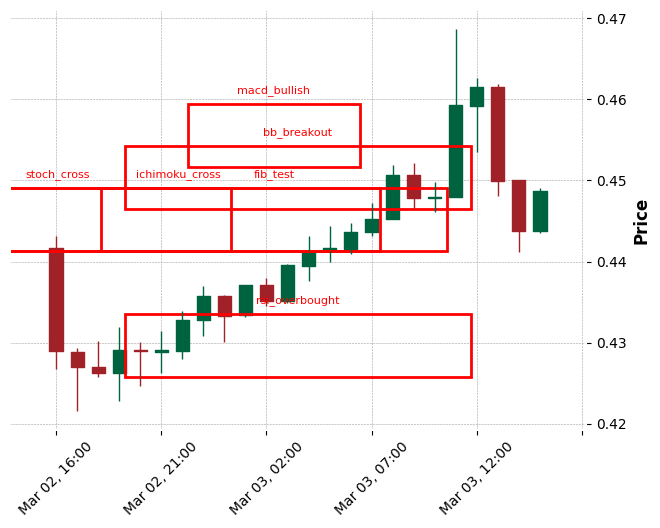 0.47
macd_bullish
0.46
bb_breakout
stoch_cross
ichimoku_cross
fib_test
0.45
Price
0.44
rsi_overbought
0.43
0.42
Mar 02, 16:00
Mar 02, 21:00
Mar 03, 02:00
Mar 03, 07:00
Mar 03, 12:00